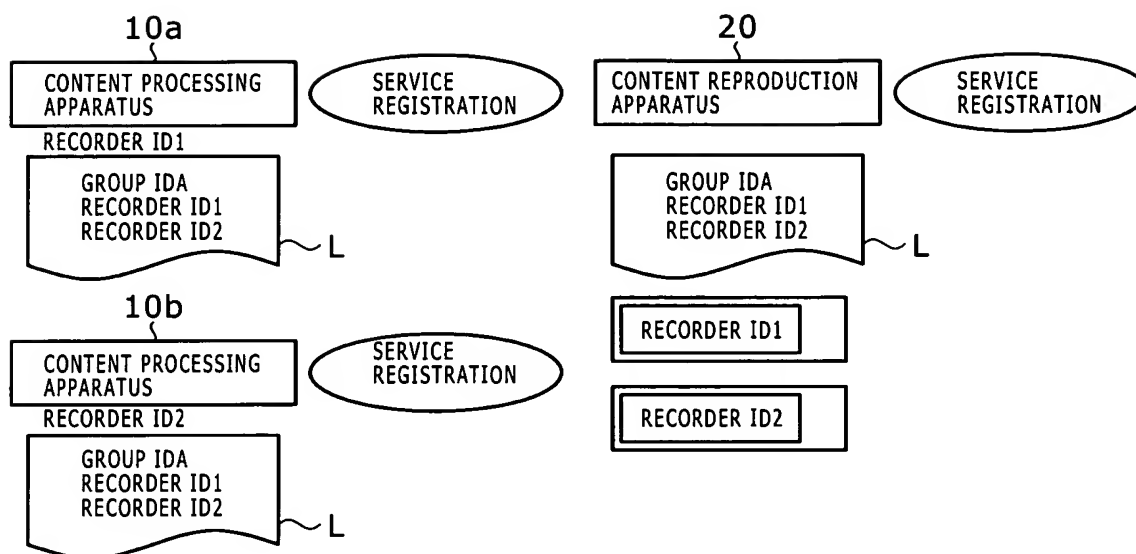 10a
CONTENT PROCESSING
APPARATUS
SERVICE
REGISTRATION
RECORDER ID1
GROUP IDA
RECORDER ID1
RECORDER ID2
L
10b
CONTENT PROCESSING
APPARATUS
SERVICE
REGISTRATION
RECORDER ID2
GROUP IDA
RECORDER ID1
RECORDER ID2
L
20
CONTENT REPRODUCTION
APPARATUS
SERVICE
REGISTRATION
GROUP IDA
RECORDER ID1
RECORDER ID2
L
RECORDER ID1
RECORDER ID2